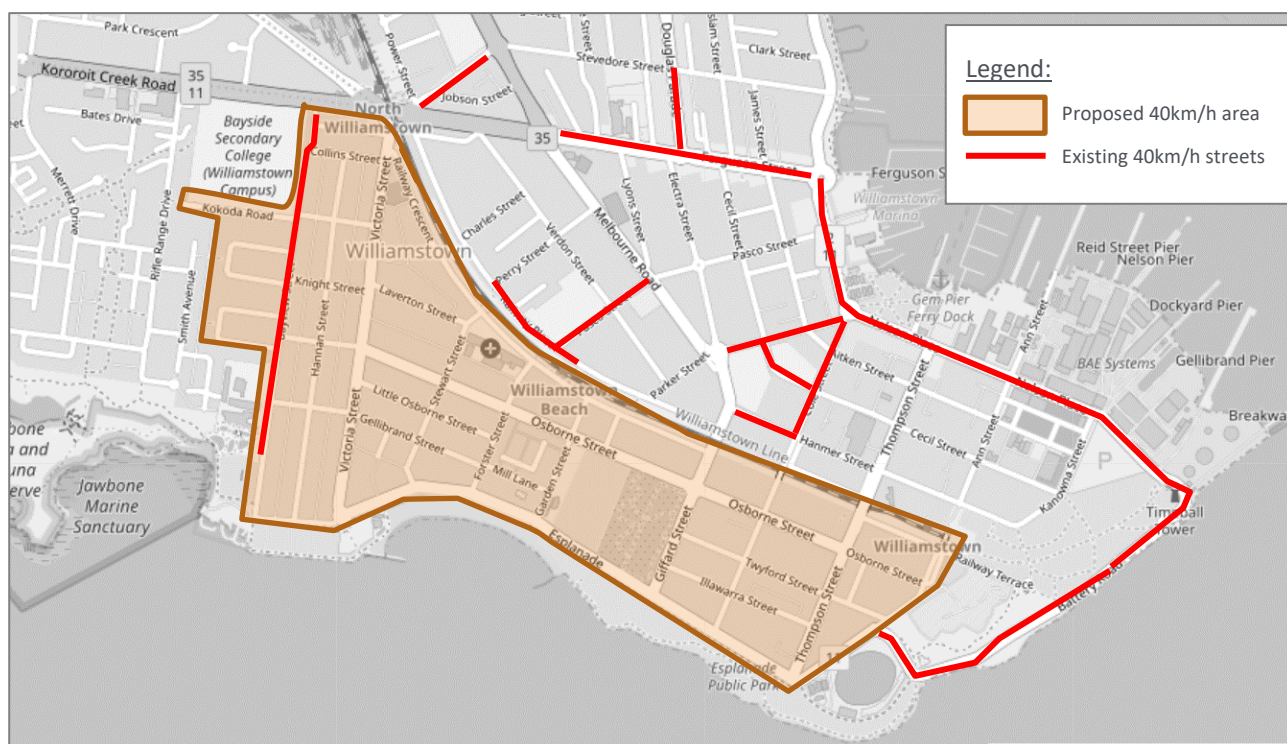 Park Crescent
Kororoit Creek Road
35
11
Bates Drive
Bayside
Secondary
College
(Williamstown
Campus)
Merrett Drive
Rifle Range Drive
Smith Avenue
Kokoda Road
Power Street
Jobson Street
North
Williamstown
Collins Street
Railway Crescent
Victoria Street
Williamstown
Knight Street
Hannan Street
Laverton Street
Stewart Street
Little Osborne Street
Gellibrand Street
Victoria Street
Forster Street
Mill Lane
Garden Street
Osborne Street
Williamstown
Beach
Esplanade
Giffard Street
Williamstown Line
Charles Street
Perry Street
Verdon Street
Lyons Street
Melbourne Road
Electra Street
Cecil Street
Pasco Street
Parker Street
Stevedore Street
Clark Street
James Street
35
Ferguson Street
Williamstown
Marina
Gem Pier
Ferry Dock
Reid Street Pier
Nelson Pier
Dockyard Pier
Gellibrand Pier
BAE Systems
Ann Street
Aitken Street
Thompson Street
Cecil Street
Hanmer Street
Ann Street
Kanowna Street
P
Osborne Street
Osborne Street
Twyford Street
Illawarra Street
Thompson Street
Williamstown
Railway Terrace
Battery Road
Tower
Esplanade
Public Park
Jawbone
Marine
Sanctuary
Legend:
Proposed 40km/h area
Existing 40km/h streets